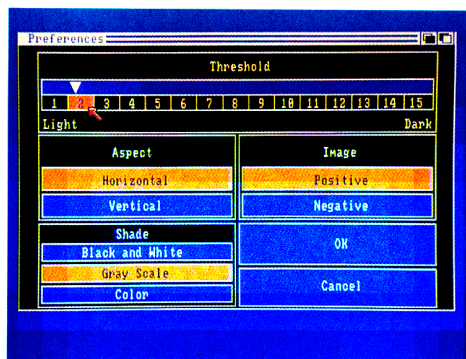 Preferences
Threshold
1 2 3 4 5 6 7 8 9 10 11 12 13 14 15
Light Dark
Aspect Image
Horizontal Positive
Vertical Negative
Shade
Black and White OK
Gray Scale
Color Cancel